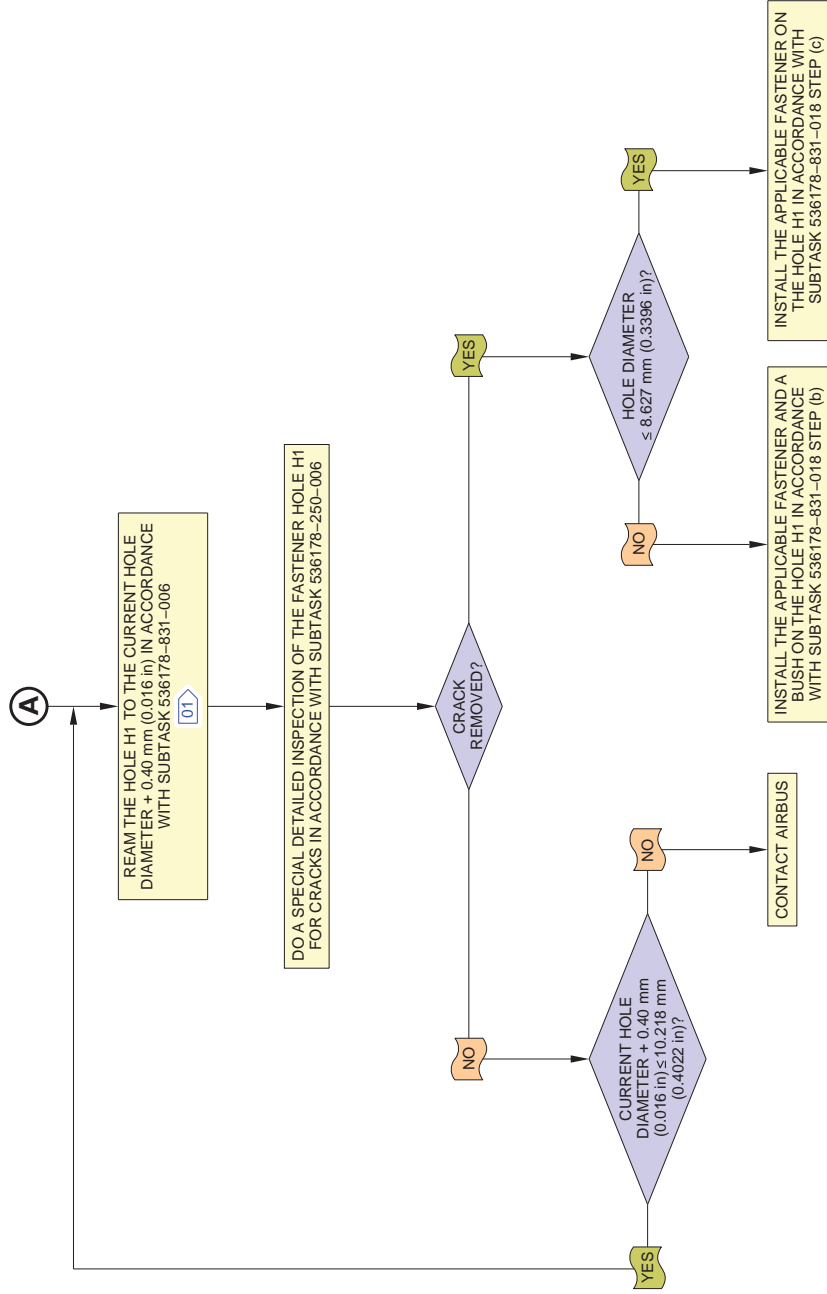 A
REAM THE HOLE H1 TO THE CURRENT HOLE
DIAMETER + 0.40 mm (0.016 in) IN ACCORDANCE
WITH SUBTASK 536178–831–006
01
DO A SPECIAL DETAILED INSPECTION OF THE FASTENER HOLE H1
FOR CRACKS IN ACCORDANCE WITH SUBTASK 536178–250–006
CRACK
REMOVED?
NO
YES
CURRENT HOLE
DIAMETER + 0.40 mm
(0.016 in) ≤ 10.218 mm
(0.4022 in)?
YES
NO
HOLE DIAMETER
≤ 8.627 mm (0.3396 in)?
NO
YES
CONTACT AIRBUS
INSTALL THE APPLICABLE FASTENER AND A
BUSH ON THE HOLE H1 IN ACCORDANCE
WITH SUBTASK 536178–831–018 STEP (b)
INSTALL THE APPLICABLE FASTENER ON
THE HOLE H1 IN ACCORDANCE WITH
SUBTASK 536178–831–018 STEP (c)